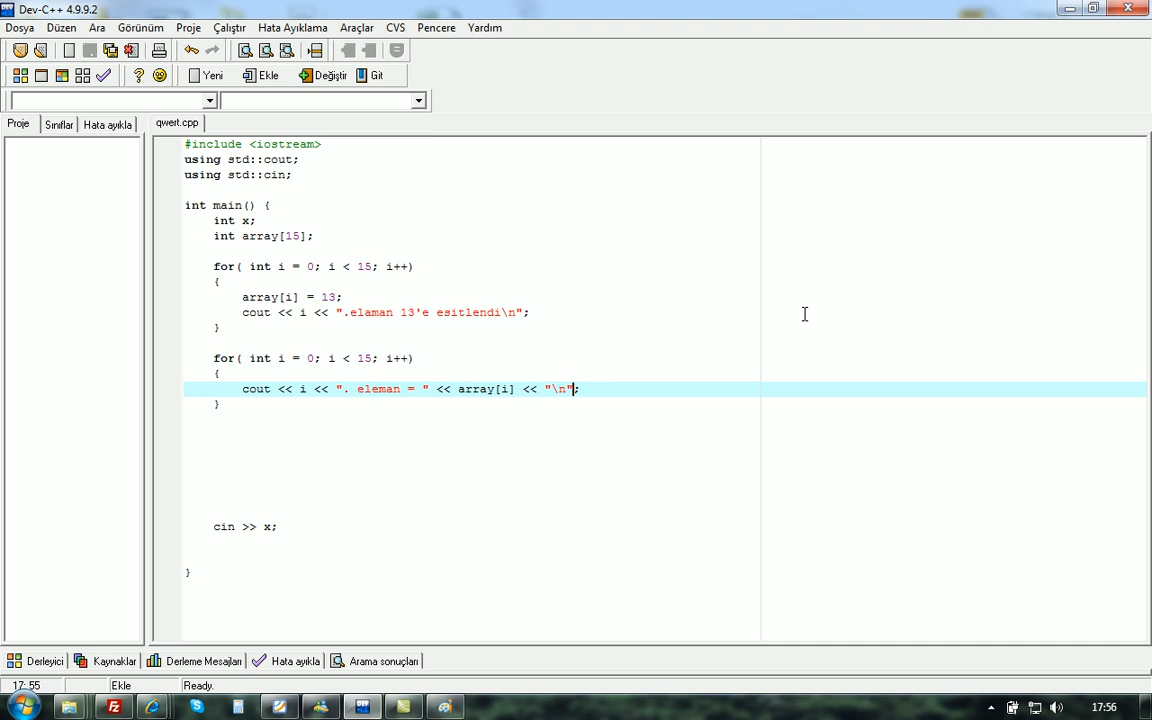 Dev-C++ 4.9.9.2
Dosya Düzen Ara Görünüm Proje Çalıştır Hata Ayıklama Araçlar CVS Pencere Yardım
Yeni Ekle Değiştir Git
Proje Sınıflar Hata ayıkla qwert.cpp
#include <iostream>
using std::cout;
using std::cin;
int main() {
int x;
int array[15];
for( int i = 0; i < 15; i++)
{
array[i] = 13;
cout << i << ".elaman 13'e esitlendi\n";
}
for( int i = 0; i < 15; i++)
{
cout << i << ". eleman = " << array[i] << "\n";
}
cin >> x;
}
Derleyici Kaynaklar Derleme Mesajları Hata ayıkla Arama sonuçları
17: 55 Ekle Ready.
17:56